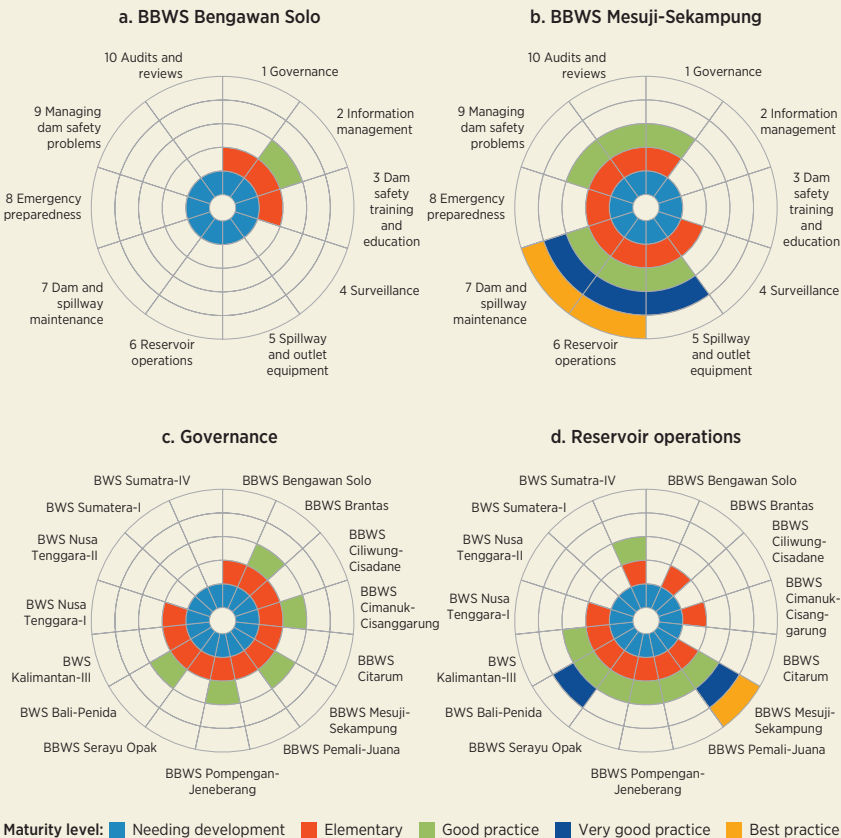 a. BBWS Bengawan Solo
10 Audits and
reviews
1 Governance
2 Information
management
3 Dam
safety
training
and
education
4 Surveillance
5 Spillway
and outlet
equipment
6 Reservoir
operations
7 Dam and
spillway
maintenance
8 Emergency
preparedness
9 Managing
dam safety
problems
b. BBWS Mesuji-Sekampung
10 Audits and
reviews
1 Governance
2 Information
management
3 Dam
safety
training
and
education
4 Surveillance
5 Spillway
and outlet
equipment
6 Reservoir
operations
7 Dam and
spillway
maintenance
8 Emergency
preparedness
9 Managing
dam safety
problems
c. Governance
BWS Sumatra-IV
BBWS Bengawan Solo
BBWS Brantas
BBWS
Ciliwung-
Cisadane
BBWS
Cimanuk-
Cisanggarung
BBWS
Citarum
BBWS Mesuji-
Sekampung
BBWS Pemali-Juana
BBWS Pompengan-
Jeneberang
BBWS Serayu Opak
BWS Bali-Penida
BWS
Kalimantan-III
BWS Nusa
Tenggara-I
BWS Nusa
Tenggara-II
BWS Sumatera-I
d. Reservoir operations
BWS Sumatra-IV
BBWS Bengawan Solo
BBWS Brantas
BBWS
Ciliwung-
Cisadane
BBWS
Cimanuk-
Cisang-
garung
BBWS
Citarum
BBWS Mesuji-
Sekampung
BBWS Pemali-Juana
BBWS Pompengan-
Jeneberang
BBWS Serayu Opak
BWS Bali-Penida
BWS
Kalimantan-III
BWS Nusa
Tenggara-I
BWS Nusa
Tenggara-II
BWS Sumatera-I
Maturity level: Needing development Elementary Good practice Very good practice Best practice